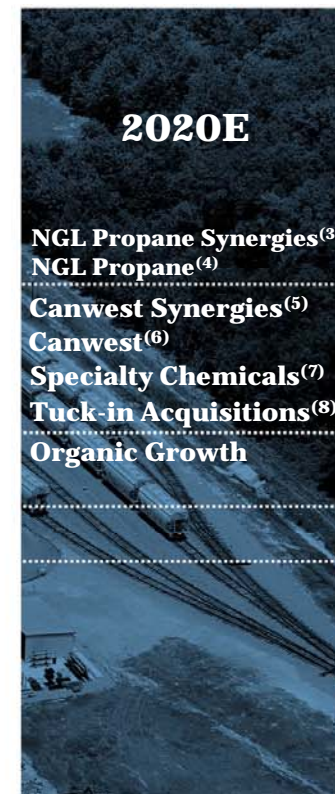 2020E
NGL Propane Synergies(3
NGL Propane(4)
Canwest Synergies(5)
Canwest(6)
Specialty Chemicals(7)
Tuck-in Acquisitions(8)
Organic Growth